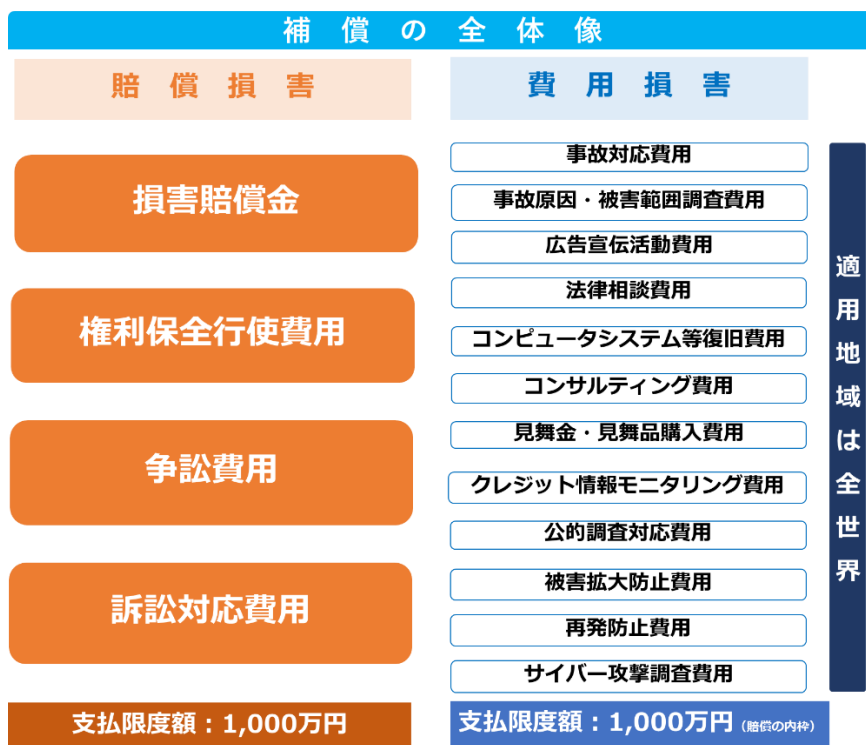 補償の全体像
賠償損害
損害賠償金
権利保全行使費用
争訟費用
訴訟対応費用
支払限度額：1,000万円
費用損害
事故対応費用
事故原因・被害範囲調査費用
広告宣伝活動費用
法律相談費用
コンピュータシステム等復旧費用
コンサルティング費用
見舞金・見舞品購入費用
クレジット情報モニタリング費用
公的調査対応費用
被害拡大防止費用
再発防止費用
サイバー攻撃調査費用
支払限度額：1,000万円（賠償の内枠）
適用地域は全世界